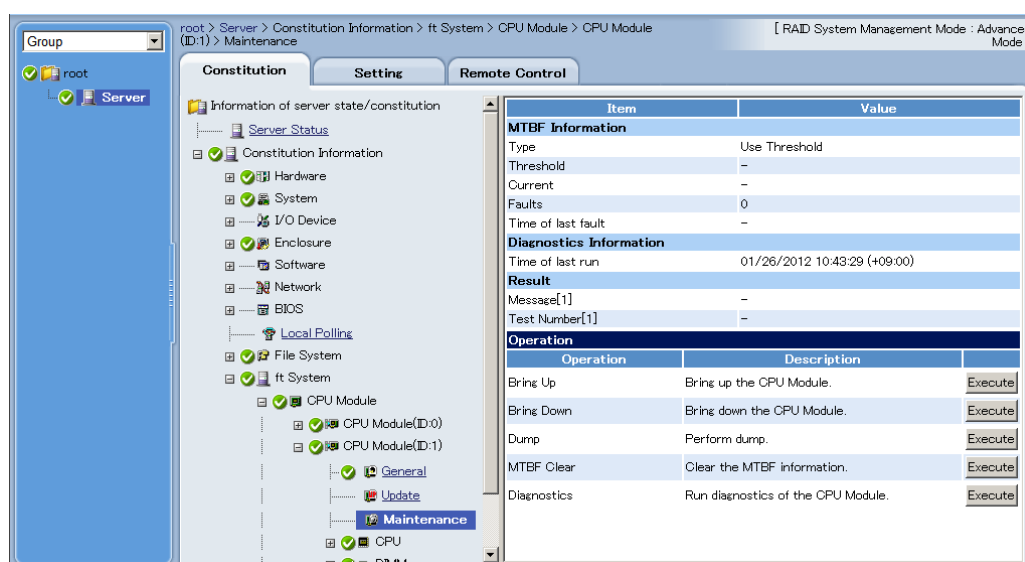 root > Server > Constitution Information > ft System > CPU Module > CPU Module
(ID:1) > Maintenance
[ RAID System Management Mode : Advance
Mode
Group
root
Server
Constitution
Setting
Remote Control
Information of server state/constitution
Server Status
Constitution Information
Hardware
System
I/O Device
Enclosure
Software
Network
BIOS
Local Polling
File System
ft System
CPU Module
CPU Module(ID:0)
CPU Module(ID:1)
General
Update
Maintenance
CPU
Item Value
MTBF Information
Type Use Threshold
Threshold –
Current –
Faults 0
Time of last fault –
Diagnostics Information
Time of last run 01/26/2012 10:43:29 (+09:00)
Result
Message[1] –
Test Number[1] –
Operation
Operation Description
Bring Up Bring up the CPU Module. Execute
Bring Down Bring down the CPU Module. Execute
Dump Perform dump. Execute
MTBF Clear Clear the MTBF information. Execute
Diagnostics Run diagnostics of the CPU Module. Execute